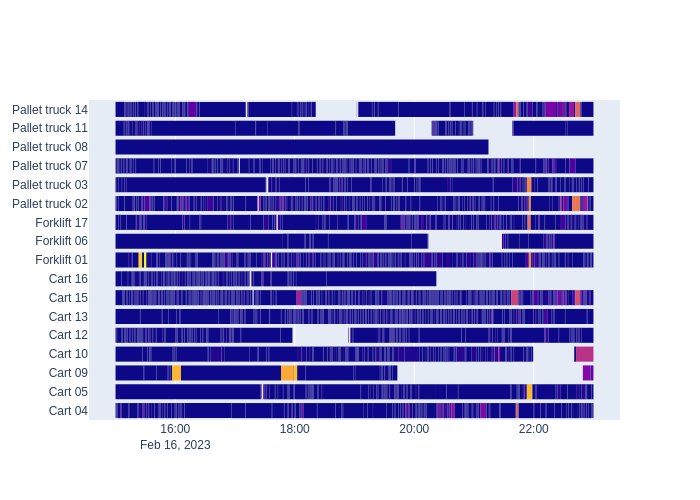 Pallet truck 14
Pallet truck 11
Pallet truck 08
Pallet truck 07
Pallet truck 03
Pallet truck 02
Forklift 17
Forklift 06
Forklift 01
Cart 16
Cart 15
Cart 13
Cart 12
Cart 10
Cart 09
Cart 05
Cart 04
16:00 18:00 20:00 22:00
Feb 16, 2023